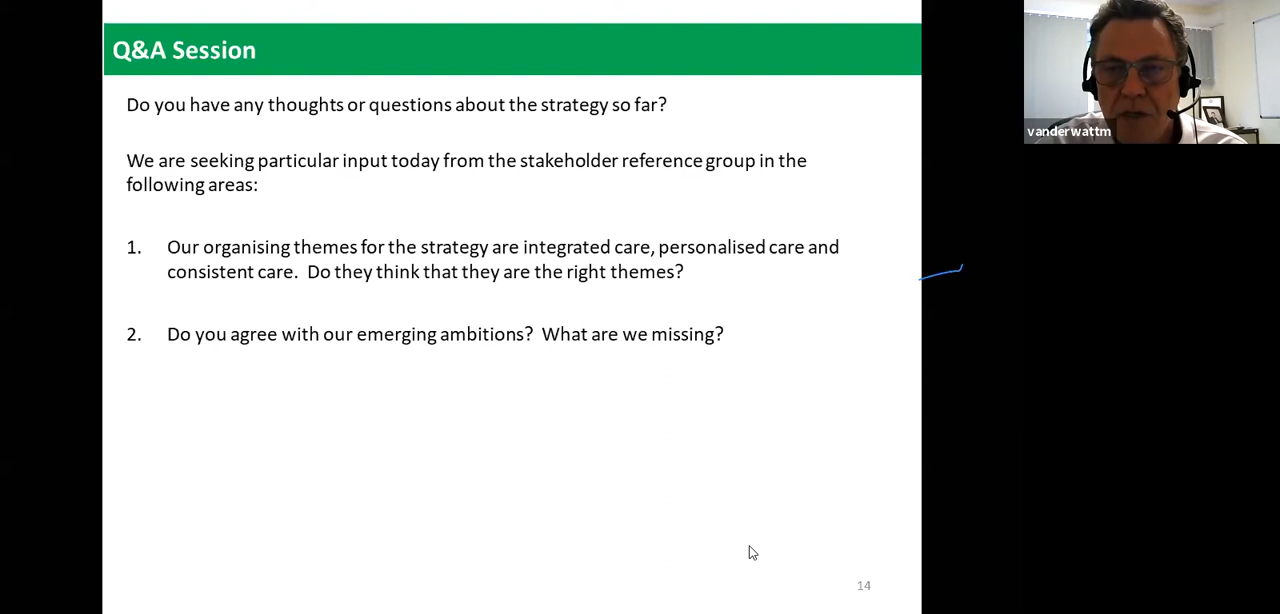 Q&A Session
Do you have any thoughts or questions about the strategy so far?
We are seeking particular input today from the stakeholder reference group in the
following areas:
1. Our organising themes for the strategy are integrated care, personalised care and
consistent care. Do they think that they are the right themes?
2. Do you agree with our emerging ambitions? What are we missing?
14
vanderwattm